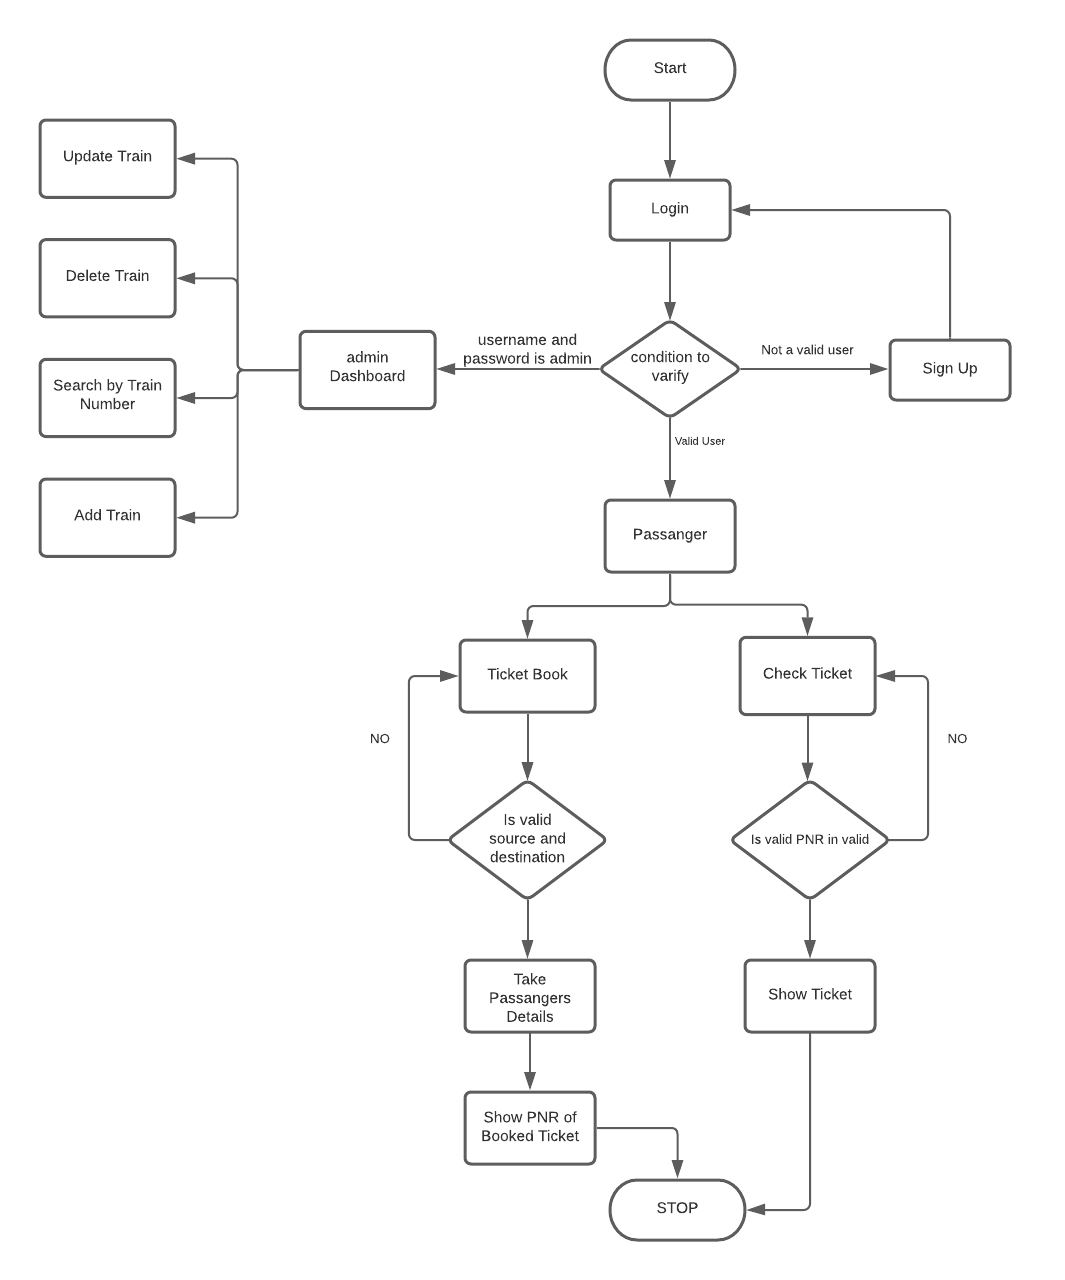 Start
Update Train
Login
Delete Train
username and
password is admin
admin
Dashboard
condition to
varify
Not a valid user
Sign Up
Search by Train
Number
Valid User
Add Train
Passanger
Ticket Book
Check Ticket
NO
NO
Is valid
source and
destination
Is valid PNR in valid
Take
Passangers
Details
Show Ticket
Show PNR of
Booked Ticket
STOP